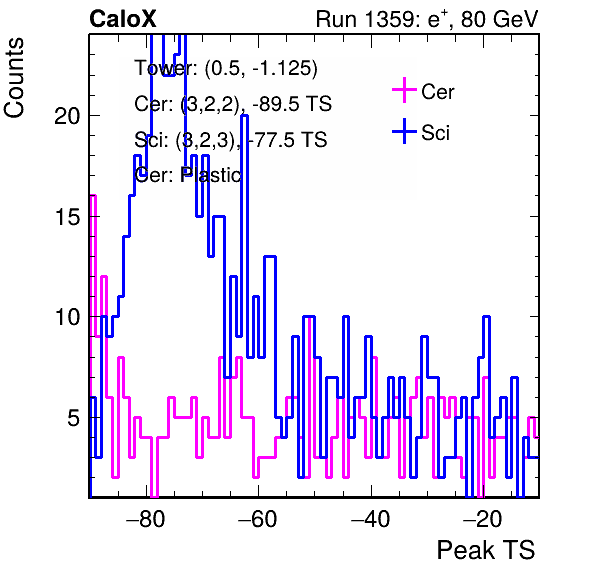 CaloX Run 1359: e+, 80 GeV
Counts
Tower: (0.5, -1.125)
Cer: (3,2,2), -89.5 TS
Sci: (3,2,3), -77.5 TS
Cer: Plastic
Cer
Sci
20
15
10
5
−80 −60 −40 −20
Peak TS